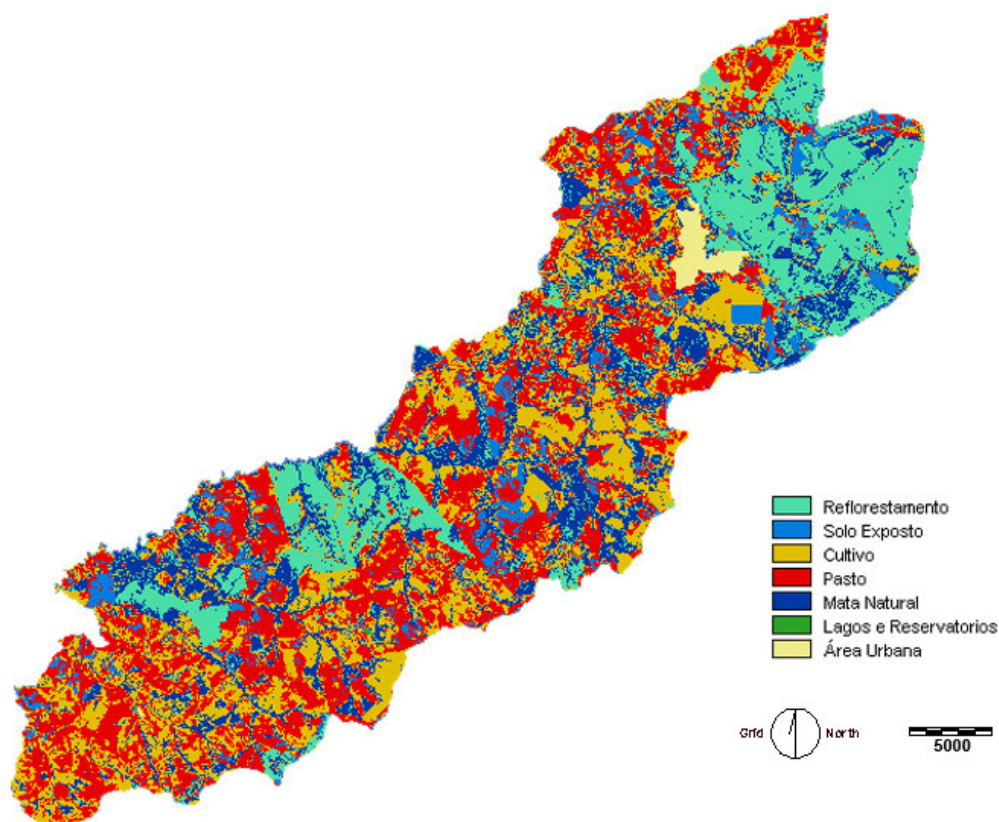 Reflorestamento
Solo Exposto
Cultivo
Pasto
Mata Natural
Lagos e Reservatorios
Área Urbana
Grid North
5000